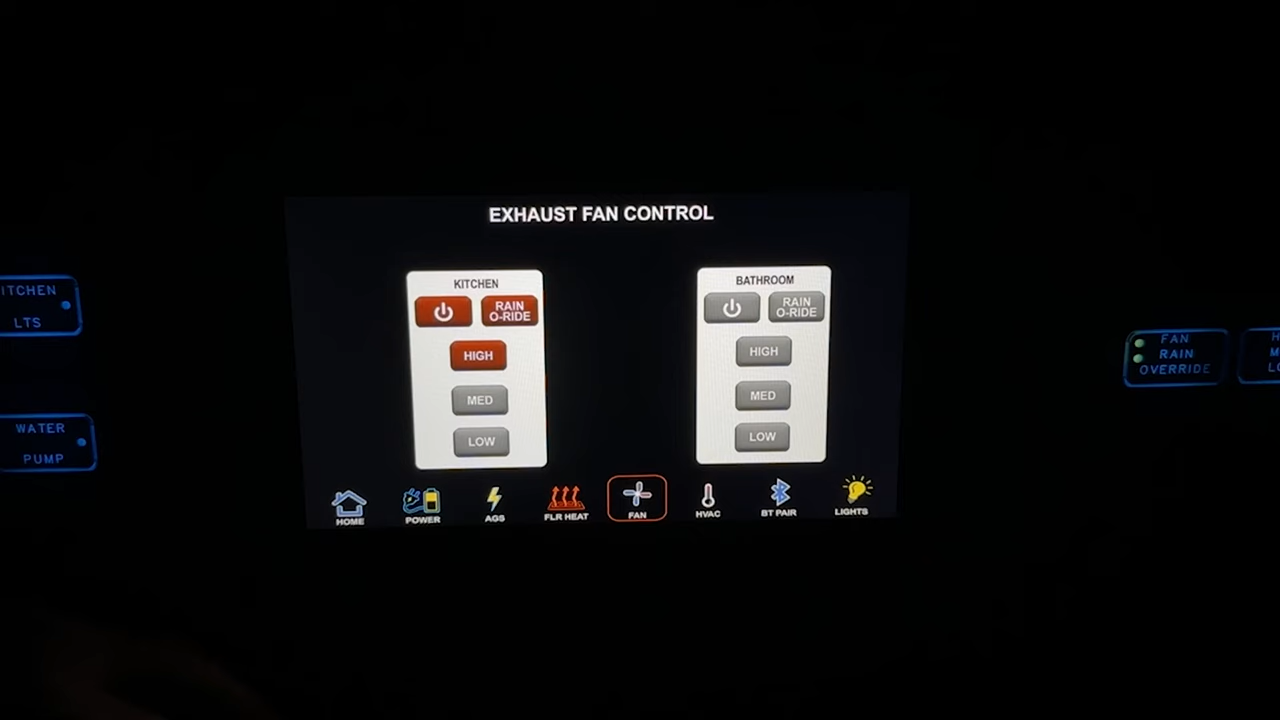 EXHAUST FAN CONTROL
KITCHEN
RAIN
O-RIDE
HIGH
MED
LOW
BATHROOM
RAIN
O-RIDE
HIGH
MED
LOW
HOME
POWER
AGS
FLR HEAT
FAN
HVAC
BT PAIR
LIGHTS
ITCHEN
LTS
WATER
PUMP
FAN
RAIN
OVERRIDE
H
M
LO